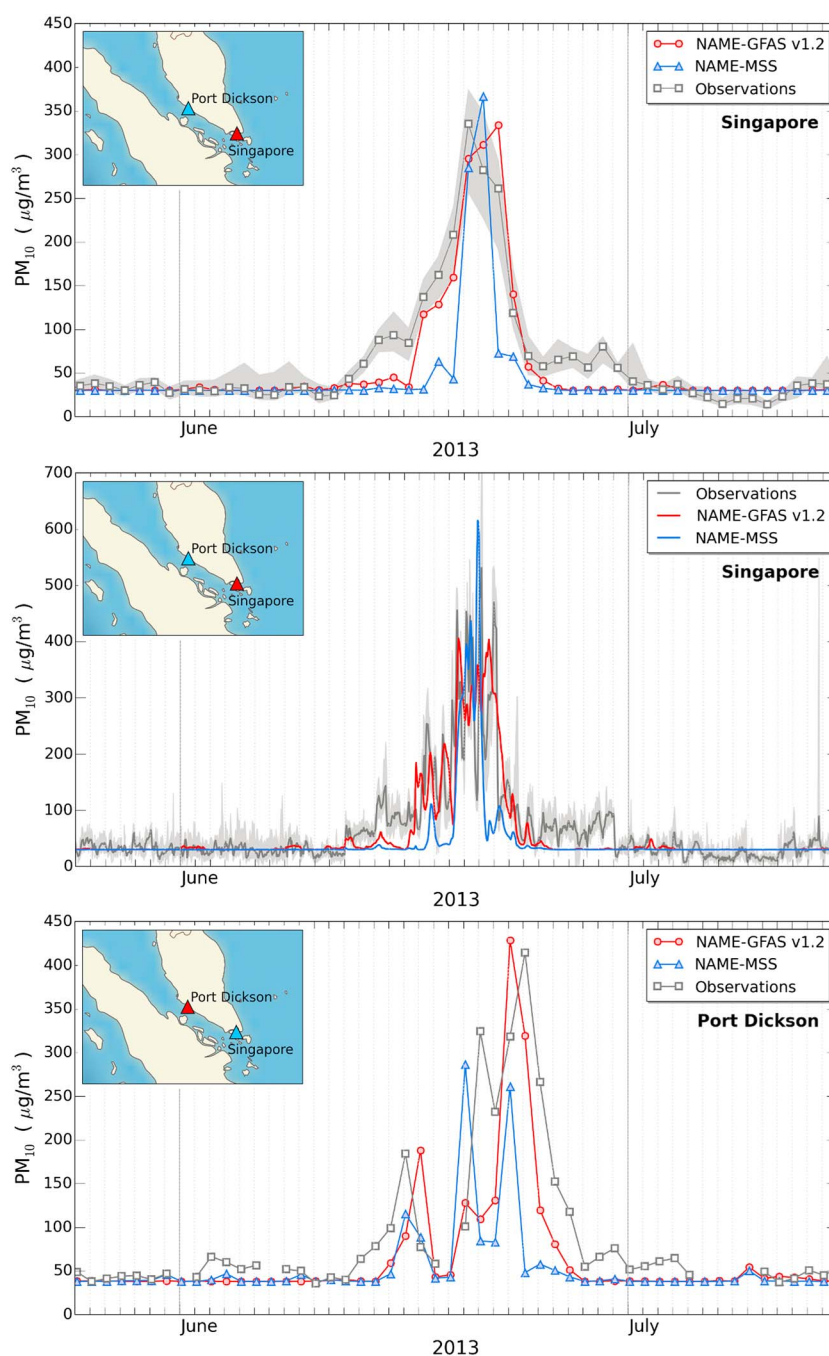 450
400
350
300
250
200
150
100
50
0
PM10 ( μg/m3 )
Port Dickson
Singapore
NAME-GFAS v1.2
NAME-MSS
Observations
Singapore
June
July
2013
700
600
500
400
300
200
100
0
PM10 ( μg/m3 )
Port Dickson
Singapore
Observations
NAME-GFAS v1.2
NAME-MSS
Singapore
June
July
2013
450
400
350
300
250
200
150
100
50
0
PM10 ( μg/m3 )
Port Dickson
Singapore
NAME-GFAS v1.2
NAME-MSS
Observations
Port Dickson
June
July
2013